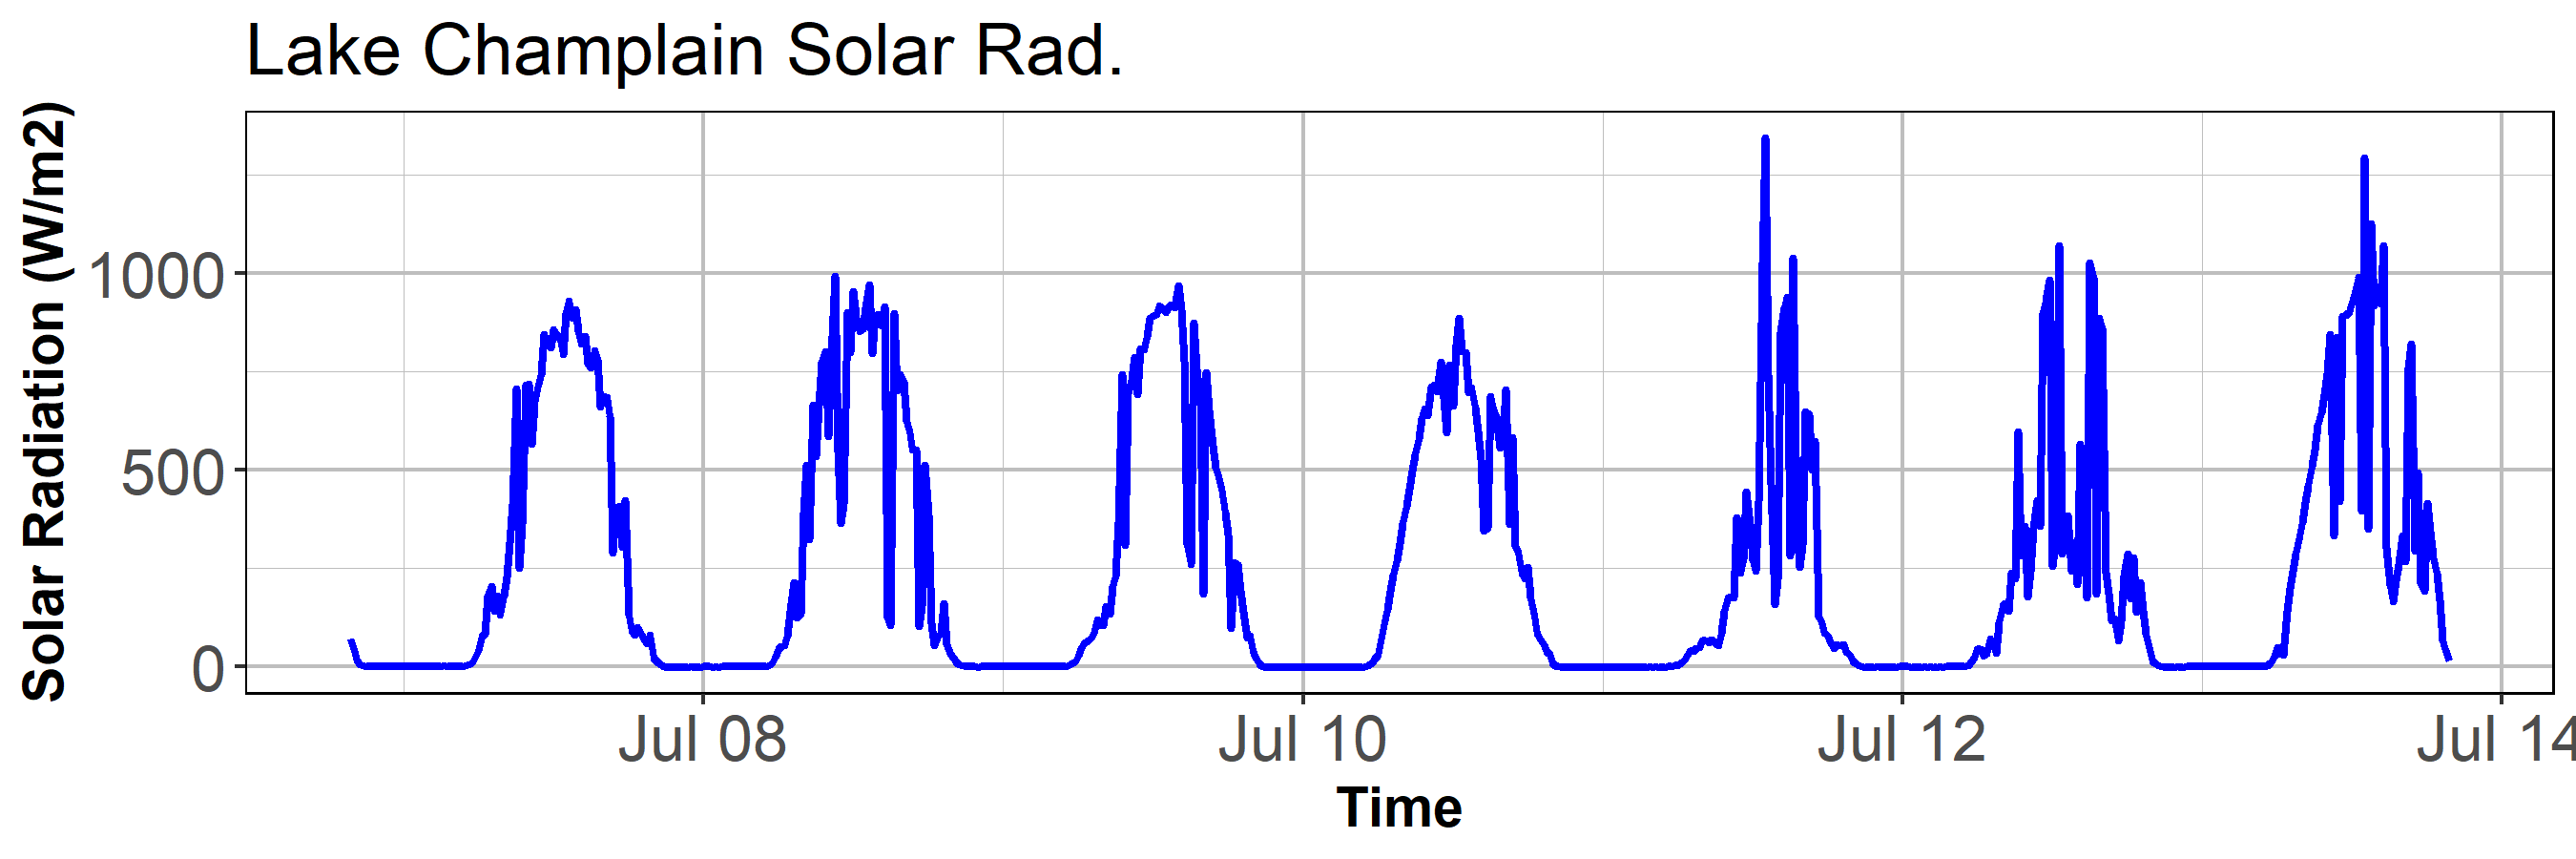 Lake Champlain Solar Rad.
Solar Radiation (W/m2)
1000
500
0
Jul 08
Jul 10
Jul 12
Jul 14
Time